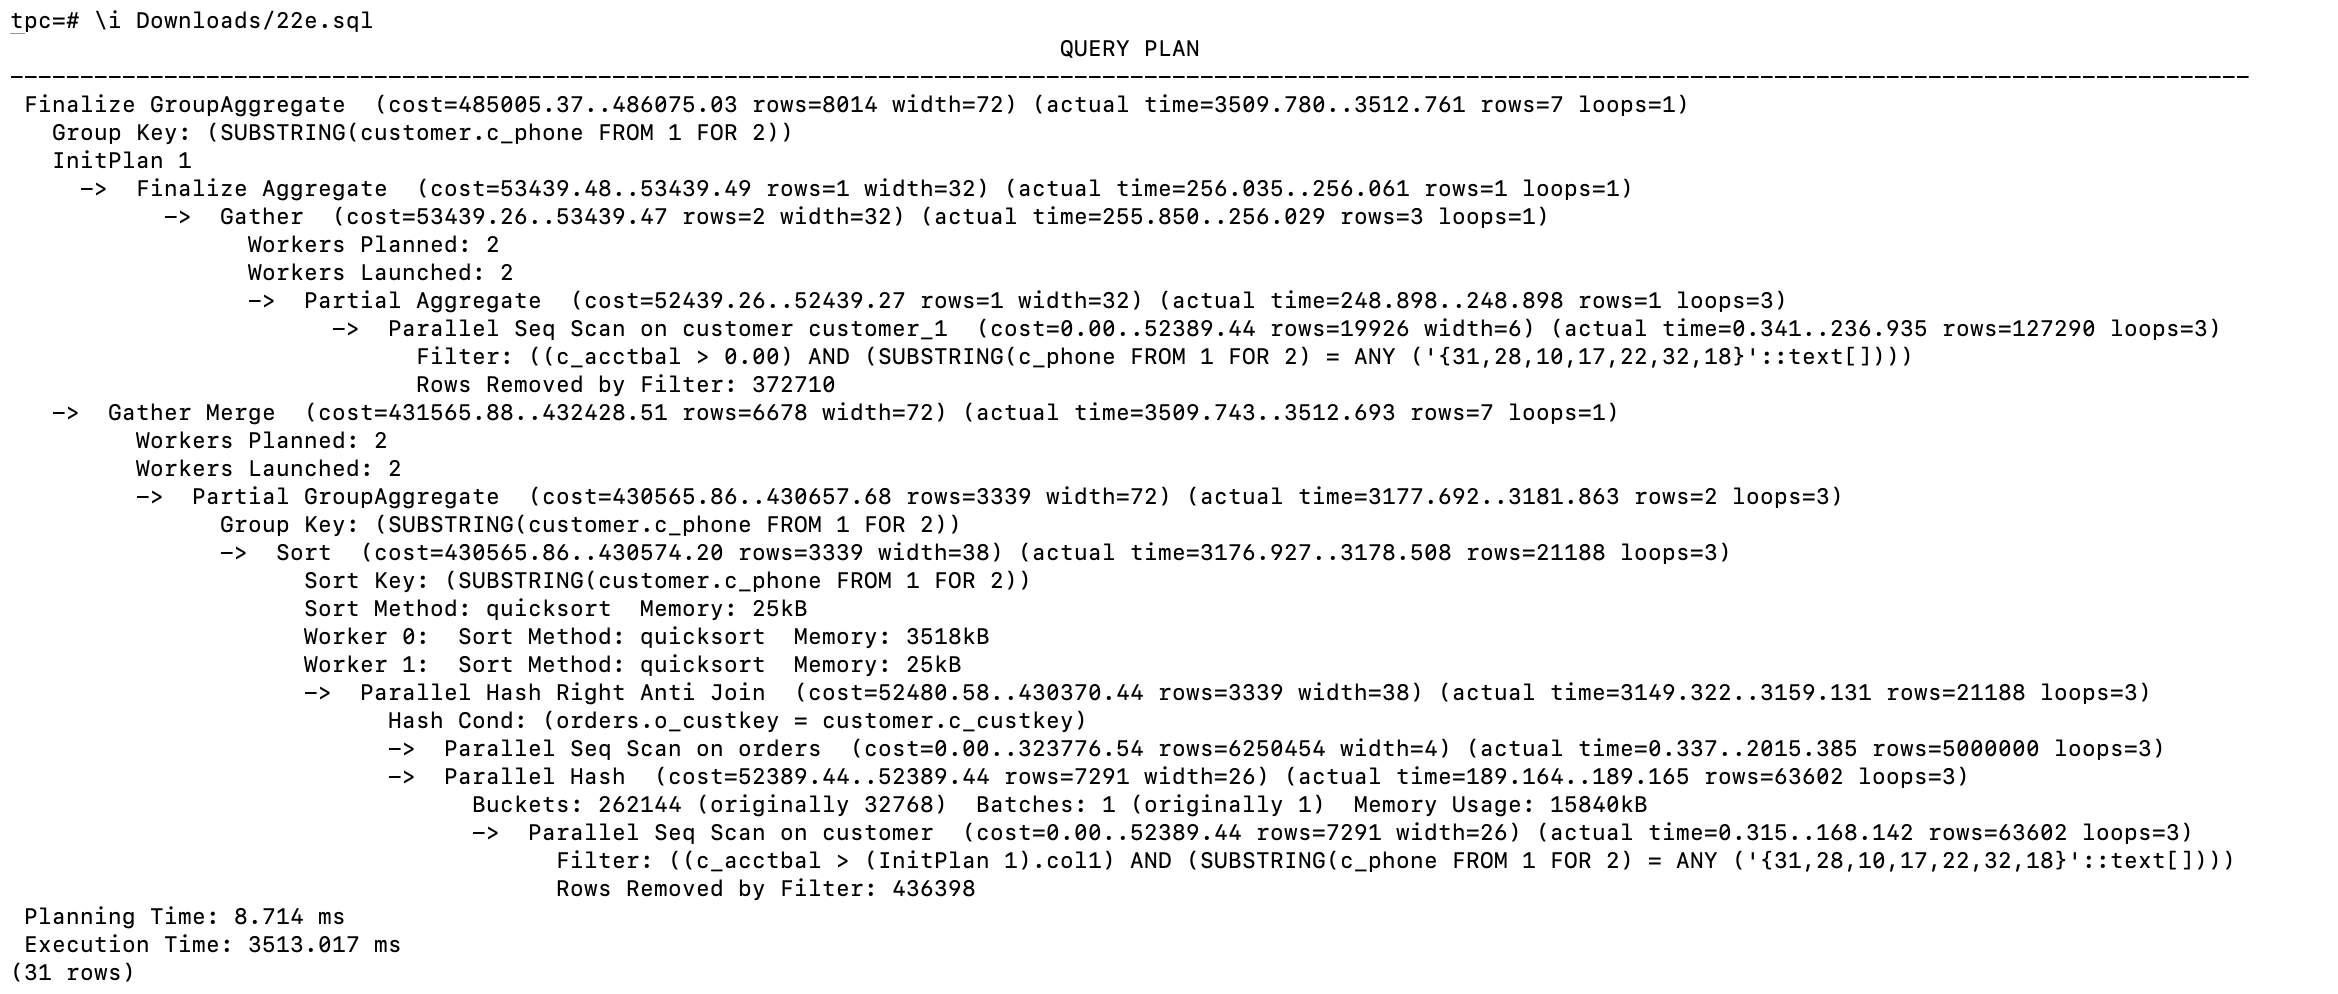 tpc=# \i Downloads/22e.sql
QUERY PLAN
-----------------------------------------------------------------------------------------------------------------------------------------------------------------
Finalize GroupAggregate  (cost=485005.37..486075.03 rows=8014 width=72) (actual time=3509.780..3512.761 rows=7 loops=1)
Group Key: (SUBSTRING(customer.c_phone FROM 1 FOR 2))
InitPlan 1
->  Finalize Aggregate  (cost=53439.48..53439.49 rows=1 width=32) (actual time=256.035..256.061 rows=1 loops=1)
->  Gather  (cost=53439.26..53439.47 rows=2 width=32) (actual time=255.850..256.029 rows=3 loops=1)
Workers Planned: 2
Workers Launched: 2
->  Partial Aggregate  (cost=52439.26..52439.27 rows=1 width=32) (actual time=248.898..248.898 rows=1 loops=3)
->  Parallel Seq Scan on customer customer_1  (cost=0.00..52389.44 rows=19926 width=6) (actual time=0.341..236.935 rows=127290 loops=3)
Filter: ((c_acctbal > 0.00) AND (SUBSTRING(c_phone FROM 1 FOR 2) = ANY ('{31,28,10,17,22,32,18}'::text[])))
Rows Removed by Filter: 372710
->  Gather Merge  (cost=431565.88..432428.51 rows=6678 width=72) (actual time=3509.743..3512.693 rows=7 loops=1)
Workers Planned: 2
Workers Launched: 2
->  Partial GroupAggregate  (cost=430565.86..430657.68 rows=3339 width=72) (actual time=3177.692..3181.863 rows=2 loops=3)
Group Key: (SUBSTRING(customer.c_phone FROM 1 FOR 2))
->  Sort  (cost=430565.86..430574.20 rows=3339 width=38) (actual time=3176.927..3178.508 rows=21188 loops=3)
Sort Key: (SUBSTRING(customer.c_phone FROM 1 FOR 2))
Sort Method: quicksort  Memory: 25kB
Worker 0:  Sort Method: quicksort  Memory: 3518kB
Worker 1:  Sort Method: quicksort  Memory: 25kB
->  Parallel Hash Right Anti Join  (cost=52480.58..430370.44 rows=3339 width=38) (actual time=3149.322..3159.131 rows=21188 loops=3)
Hash Cond: (orders.o_custkey = customer.c_custkey)
->  Parallel Seq Scan on orders  (cost=0.00..323776.54 rows=6250454 width=4) (actual time=0.337..2015.385 rows=5000000 loops=3)
->  Parallel Hash  (cost=52389.44..52389.44 rows=7291 width=26) (actual time=189.164..189.165 rows=63602 loops=3)
Buckets: 262144 (originally 32768)  Batches: 1 (originally 1)  Memory Usage: 15840kB
->  Parallel Seq Scan on customer  (cost=0.00..52389.44 rows=7291 width=26) (actual time=0.315..168.142 rows=63602 loops=3)
Filter: ((c_acctbal > (InitPlan 1).col1) AND (SUBSTRING(c_phone FROM 1 FOR 2) = ANY ('{31,28,10,17,22,32,18}'::text[])))
Rows Removed by Filter: 436398
Planning Time: 8.714 ms
Execution Time: 3513.017 ms
(31 rows)